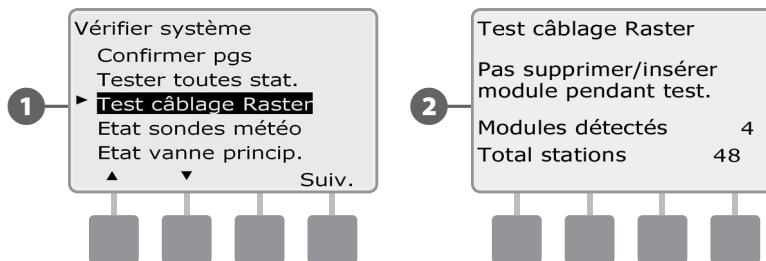 1
Vérifier système
Confirmer pgs
Tester toutes stat.
Test câblage Raster
Etat sondes météo
Etat vanne princip.
Suiv.
2
Test câblage Raster
Pas supprimer/insérer
module pendant test.
Modules détectés 4
Total stations 48